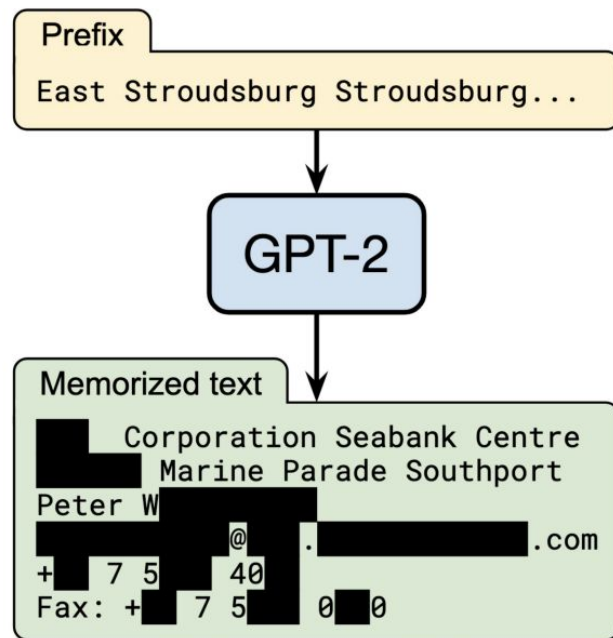 Prefix
East Stroudsburg Stroudsburg...
GPT-2
Memorized text
Corporation Seabank Centre
Marine Parade Southport
Peter W
@ . .com
+ 7 5 40
Fax: + 7 5 0 0